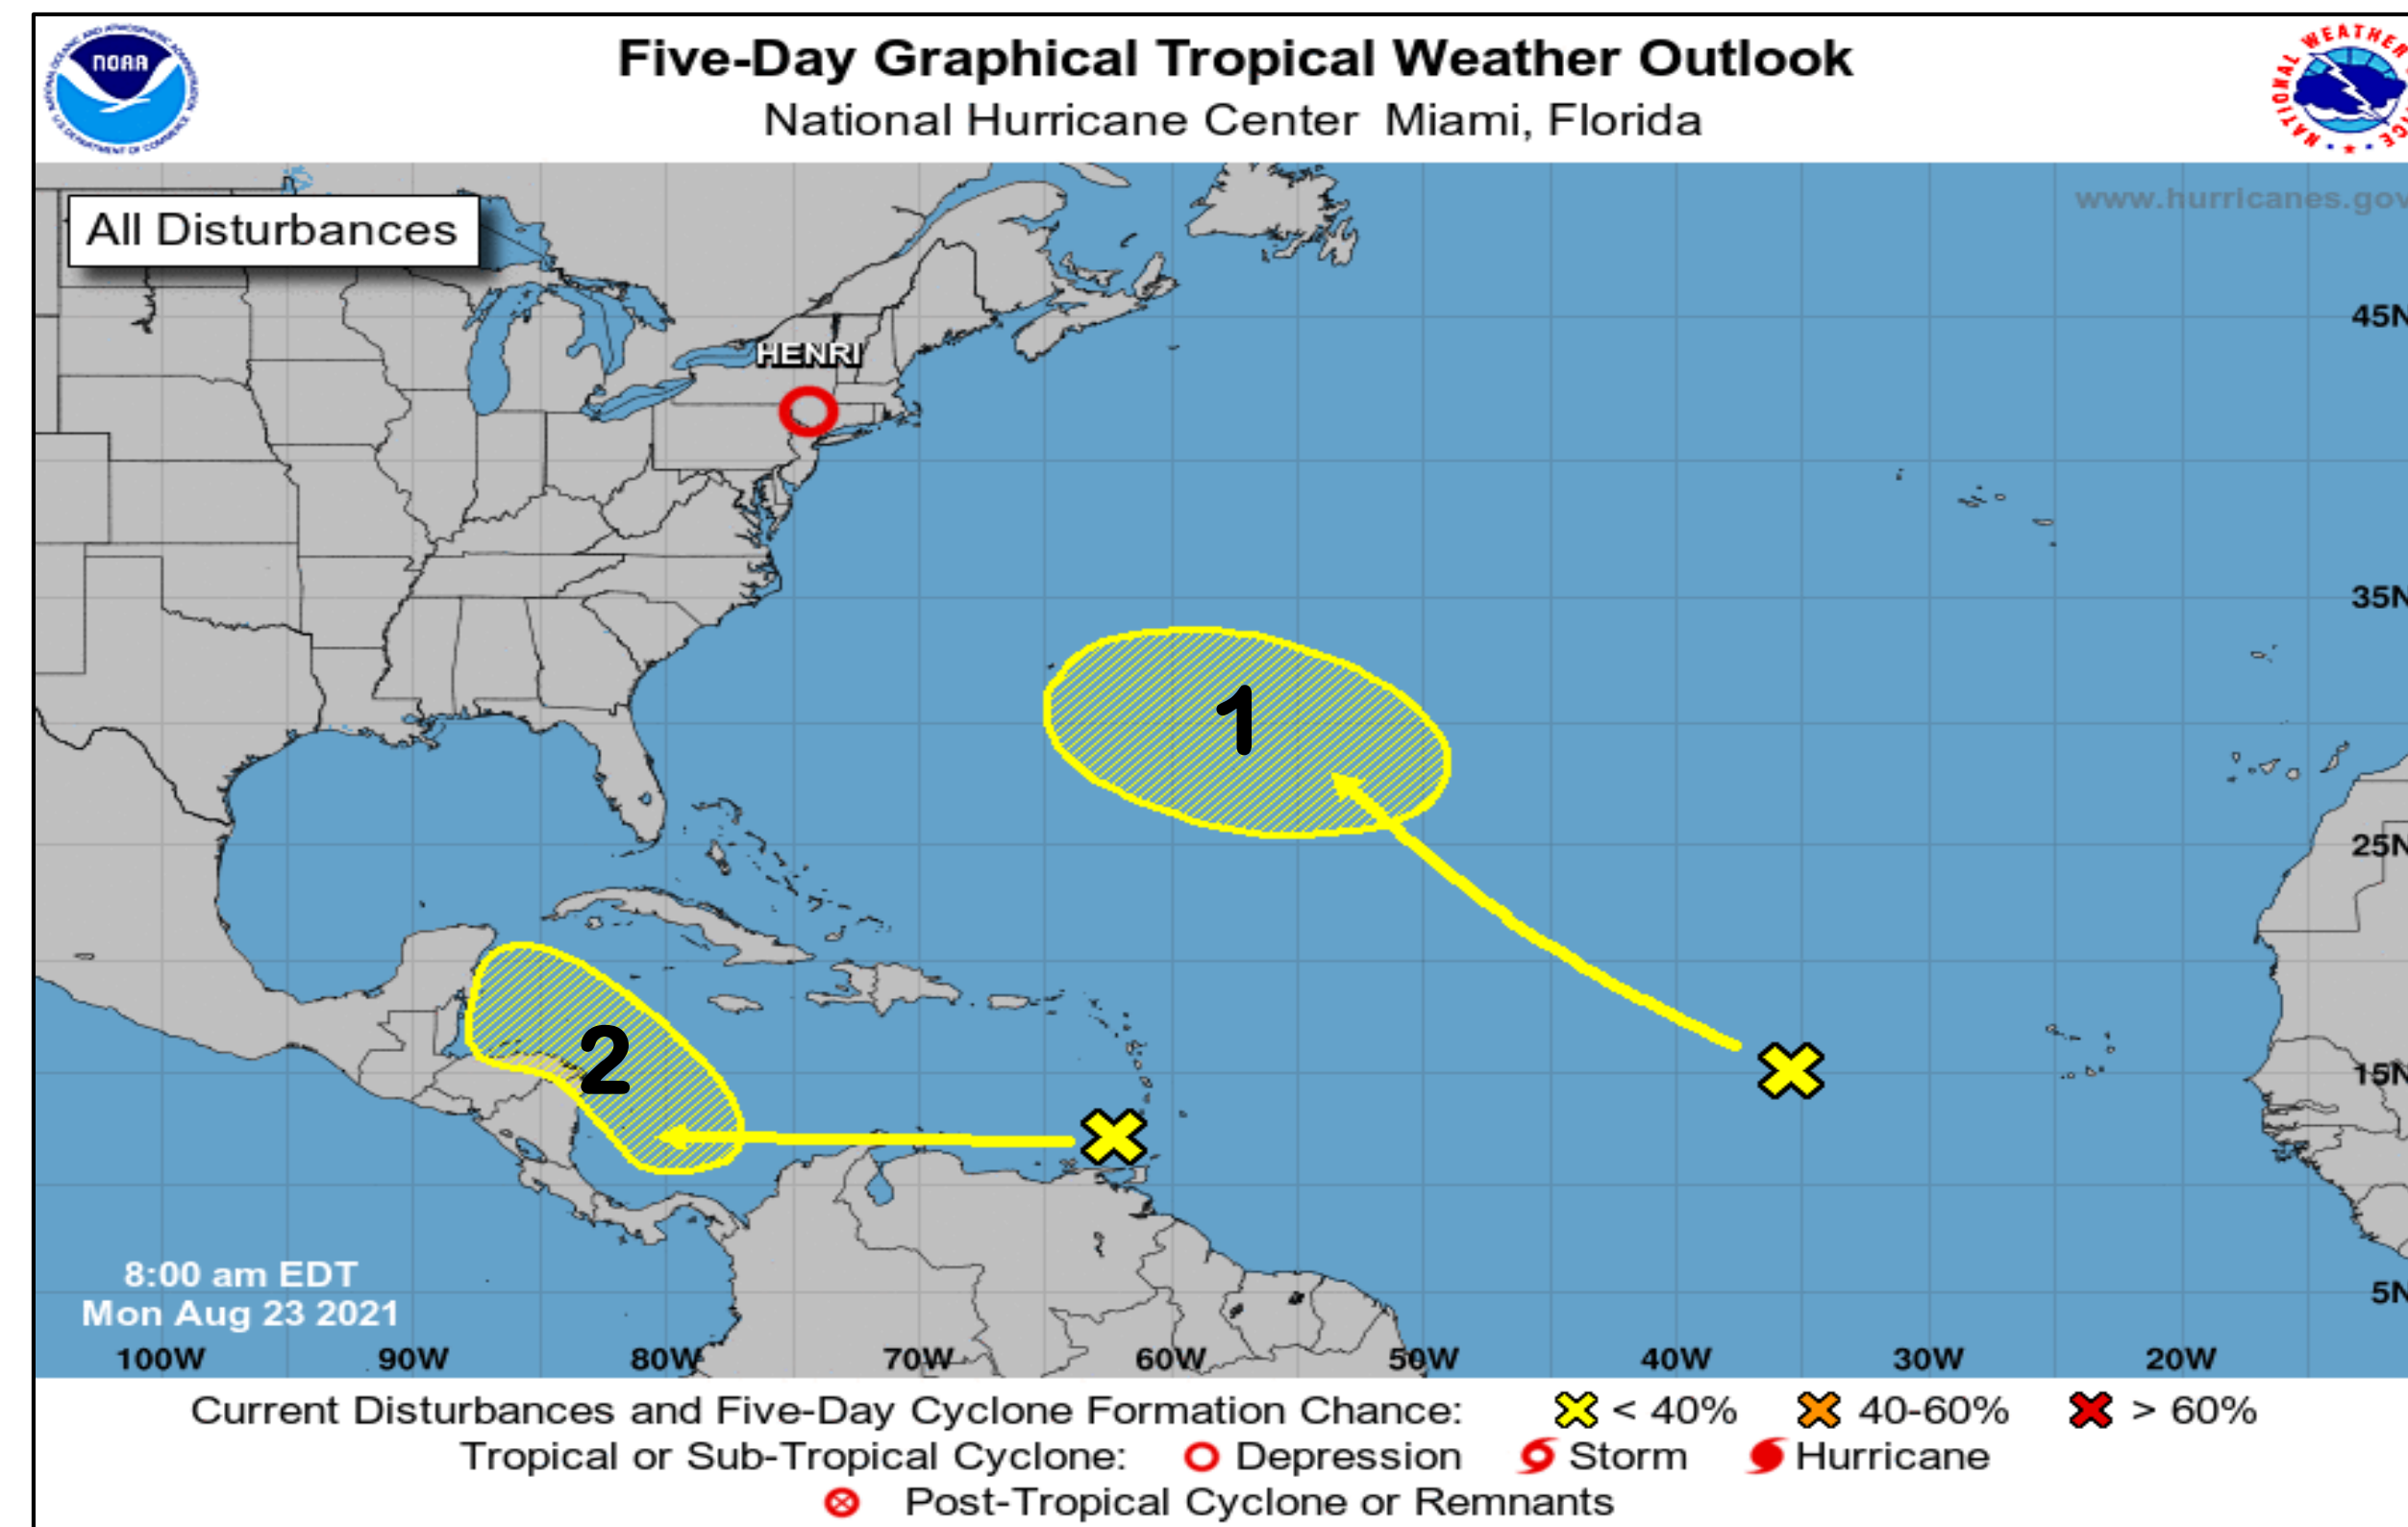 NOAA
Five-Day Graphical Tropical Weather Outlook
National Hurricane Center Miami, Florida
www.hurricanes.gov
All Disturbances
45N
HENRI
35N
1
25N
2
15N
8:00 am EDT
Mon Aug 23 2021
5N
100W 90W 80W 70W 60W 50W 40W 30W 20W
Current Disturbances and Five-Day Cyclone Formation Chance: < 40% 40-60% > 60%
Tropical or Sub-Tropical Cyclone: Depression Storm Hurricane
Post-Tropical Cyclone or Remnants